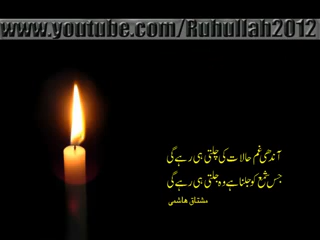 www.youtube.com/Ruhullah2012
آندھی غم حالات کی چلتی ہی رہے گی
جس شمع کو جلنا ہے وہ جلتی ہی رہے گی
مشتاق هاشمی